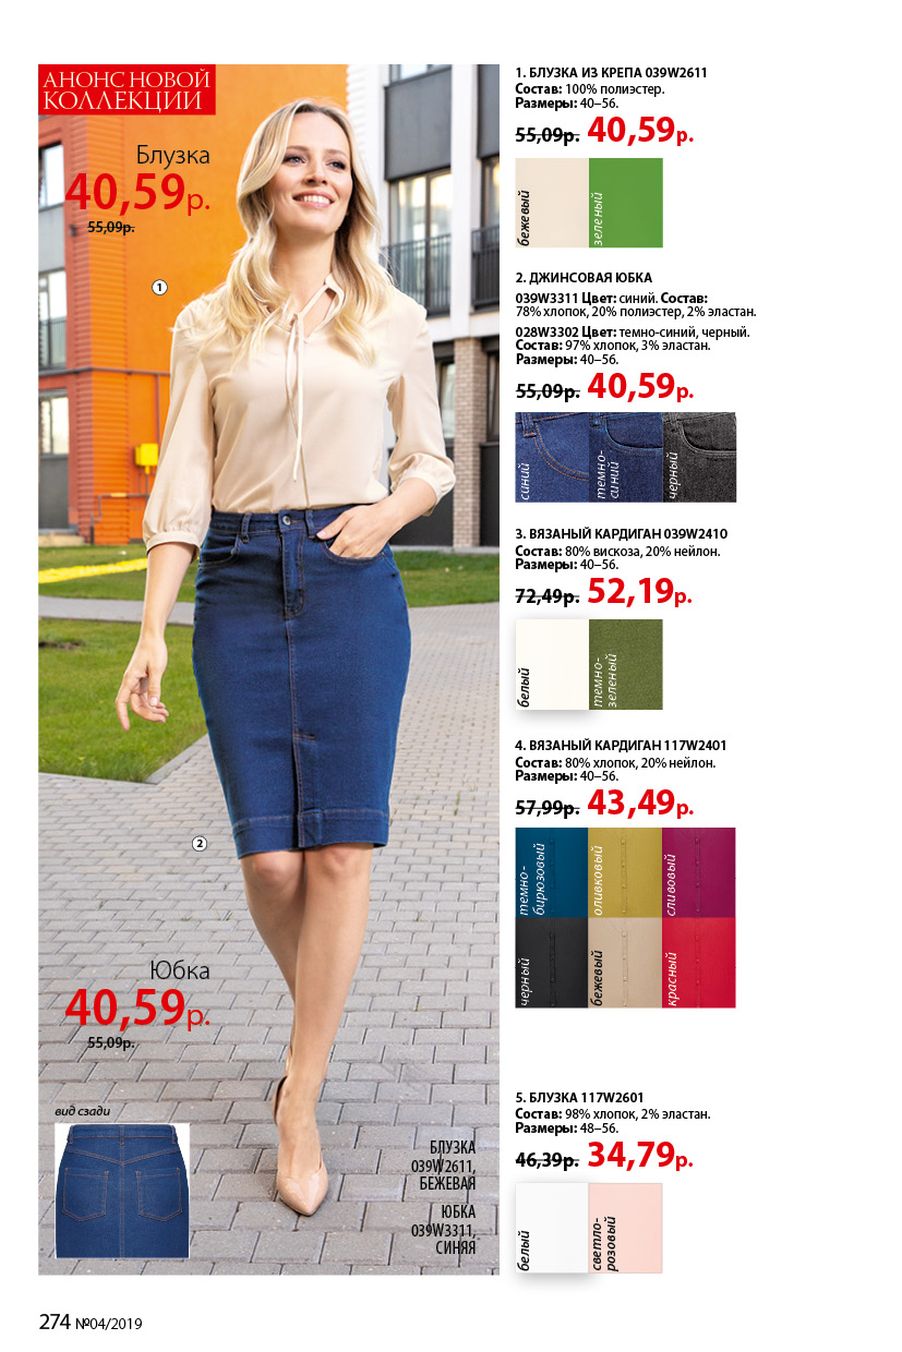 АНОНС НОВОЙ
КОЛЛЕКЦИИ
Блузка
40,59р.
55,09р.
1
2
Юбка
40,59р.
55,09р.
вид сзади
БЛУЗКА
039W2611,
БЕЖЕВАЯ
ЮБКА
039W3311,
СИНЯЯ
1. БЛУЗКА ИЗ КРЕПА 039W2611
Состав: 100% полиэстер.
Размеры: 40–56.
55,09р. 40,59р.
бежевый
зеленый
2. ДЖИНСОВАЯ ЮБКА
039W3311 Цвет: синий. Состав:
78% хлопок, 20% полиэстер, 2% эластан.
028W3302 Цвет: темно-синий, черный.
Состав: 97% хлопок, 3% эластан.
Размеры: 40–56.
55,09р. 40,59р.
синий
темно-
синий
черный
3. ВЯЗАНЫЙ КАРДИГАН 039W2410
Состав: 80% вискоза, 20% нейлон.
Размеры: 40–56.
72,49р. 52,19р.
белый
темно-
зеленый
4. ВЯЗАНЫЙ КАРДИГАН 117W2401
Состав: 80% хлопок, 20% нейлон.
Размеры: 40–56.
57,99р. 43,49р.
темно-
бирюзовый
оливковый
сливовый
черный
бежевый
красный
5. БЛУЗКА 117W2601
Состав: 98% хлопок, 2% эластан.
Размеры: 48–56.
46,39р. 34,79р.
белый
светло-
розовый
274 №04/2019